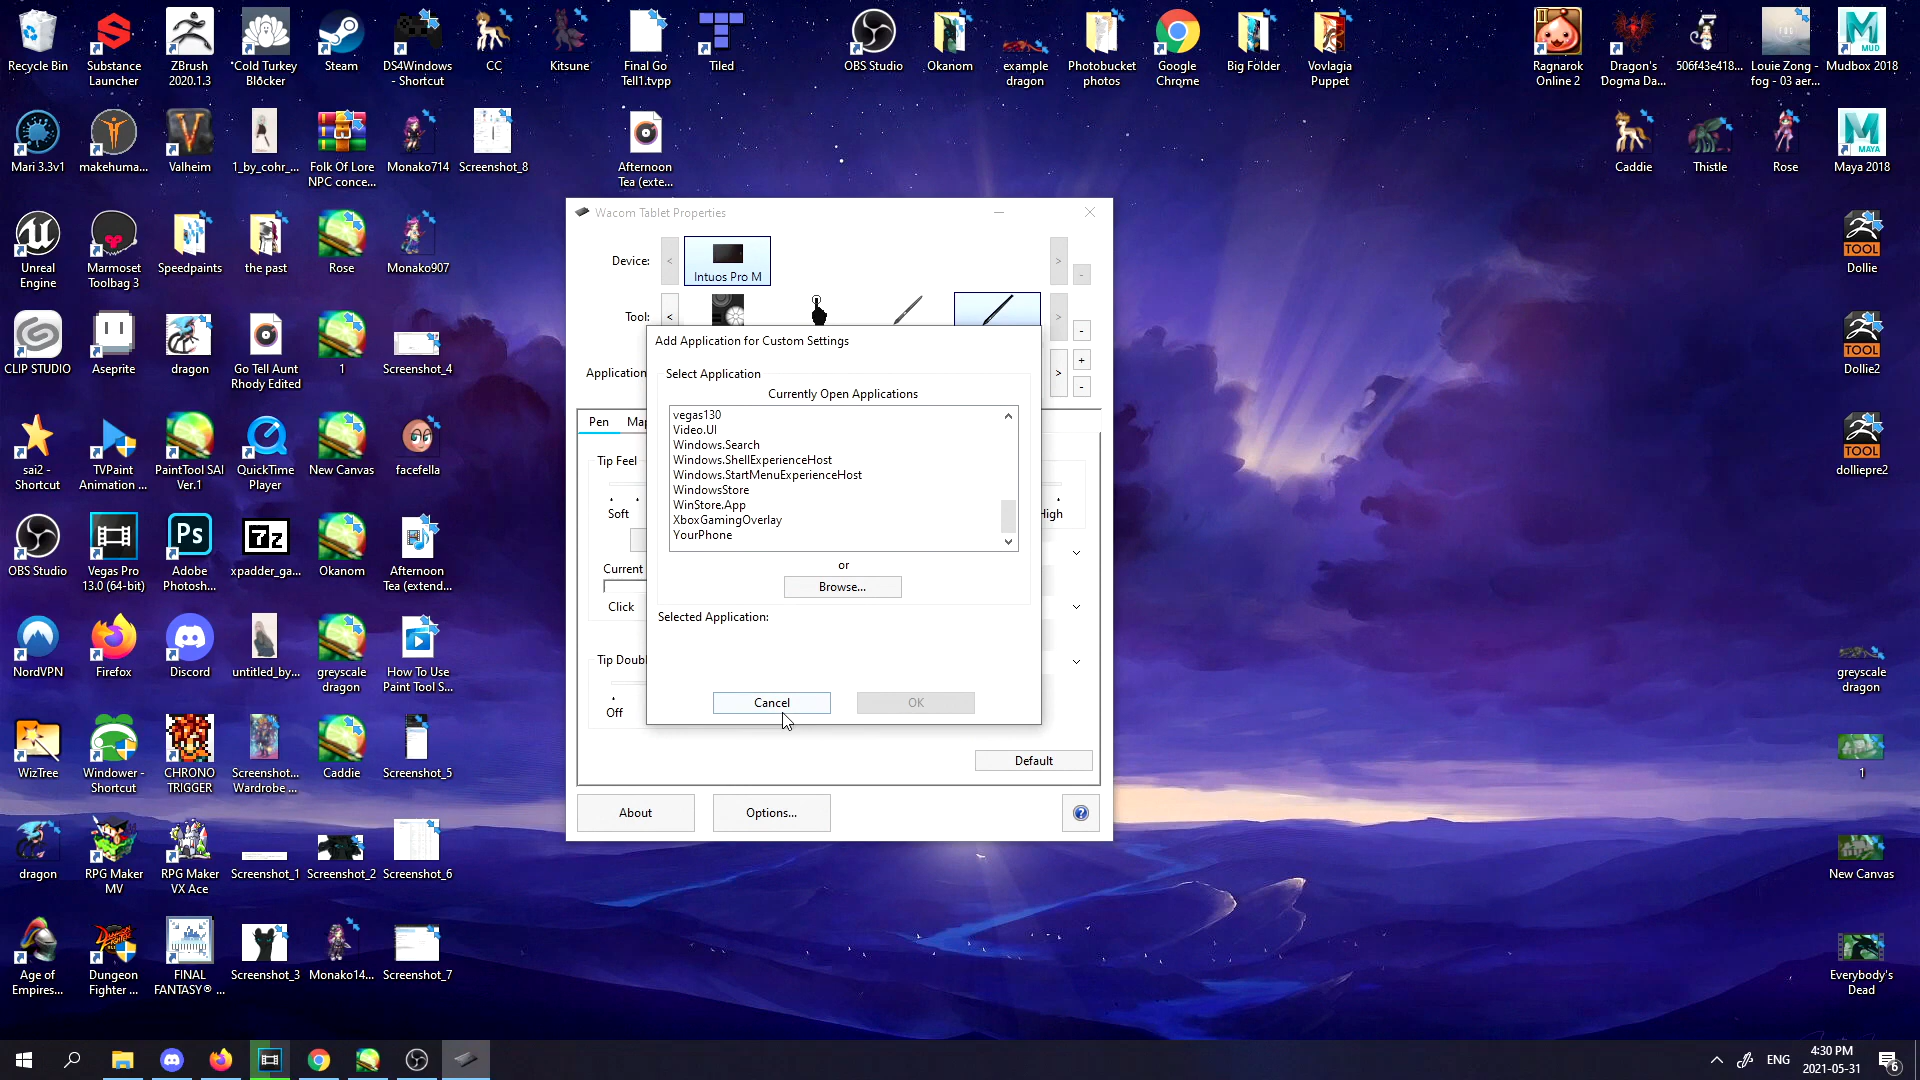 Recycle Bin
Substance
Launcher
ZBrush
2020.1.3
Cold Turkey
Blocker
Steam
DS4Windows
- Shortcut
CC
Kitsune
Final Go
Tell1.tvpp
Tiled
OBS Studio
Okanom
example
dragon
Photobucket
photos
Google
Chrome
Big Folder
Vovlagia
Puppet
Ragnarok
Online 2
Dragon's
Dogma Da...
506f43e418...
Louie Zong -
fog - 03 aer...
Mudbox 2018
Mari 3.3v1
makehuma...
Valheim
1_by_cohr_...
Folk Of Lore
NPC conce...
Monako714
Screenshot_8
Afternoon
Tea (exte...
Caddie
Thistle
Rose
Maya 2018
Unreal
Engine
Marmoset
Toolbag 3
Speedpaints
the past
Rose
Monako907
Dollie
CLIP STUDIO
Aseprite
dragon
Go Tell Aunt
Rhody Edited
1
Screenshot_4
Dollie2
sai2 -
Shortcut
TVPaint
Animation ...
PaintTool SAI
Ver.1
QuickTime
Player
New Canvas
facefella
dolliepre2
OBS Studio
Vegas Pro
13.0 (64-bit)
Adobe
Photosh...
xpadder_ga...
Okanom
Afternoon
Tea (extend...
NordVPN
Firefox
Discord
untitled_by...
greyscale
dragon
How To Use
Paint Tool S...
greyscale
dragon
WizTree
Windower -
Shortcut
CHRONO
TRIGGER
Screenshot...
Wardrobe ...
Caddie
Screenshot_5
1
dragon
RPG Maker
MV
RPG Maker
VX Ace
Screenshot_1
Screenshot_2
Screenshot_6
New Canvas
Age of
Empires...
Dungeon
Fighter ...
FINAL
FANTASY® ...
Screenshot_3
Monako14...
Screenshot_7
Everybody's
Dead
Wacom Tablet Properties
Device:
<
Intuos Pro M
>
-
Tool:
<
>
-
Application
>
+
-
Pen
Map
Tip Feel
Soft
High
Current
Click
Tip Doub
Off
Default
About
Options...
Add Application for Custom Settings
Select Application
Currently Open Applications
vegas130
Video.UI
Windows.Search
Windows.ShellExperienceHost
Windows.StartMenuExperienceHost
WindowsStore
WinStore.App
XboxGamingOverlay
YourPhone
or
Browse...
Selected Application:
Cancel
OK
ENG
4:30 PM
2021-05-31
6